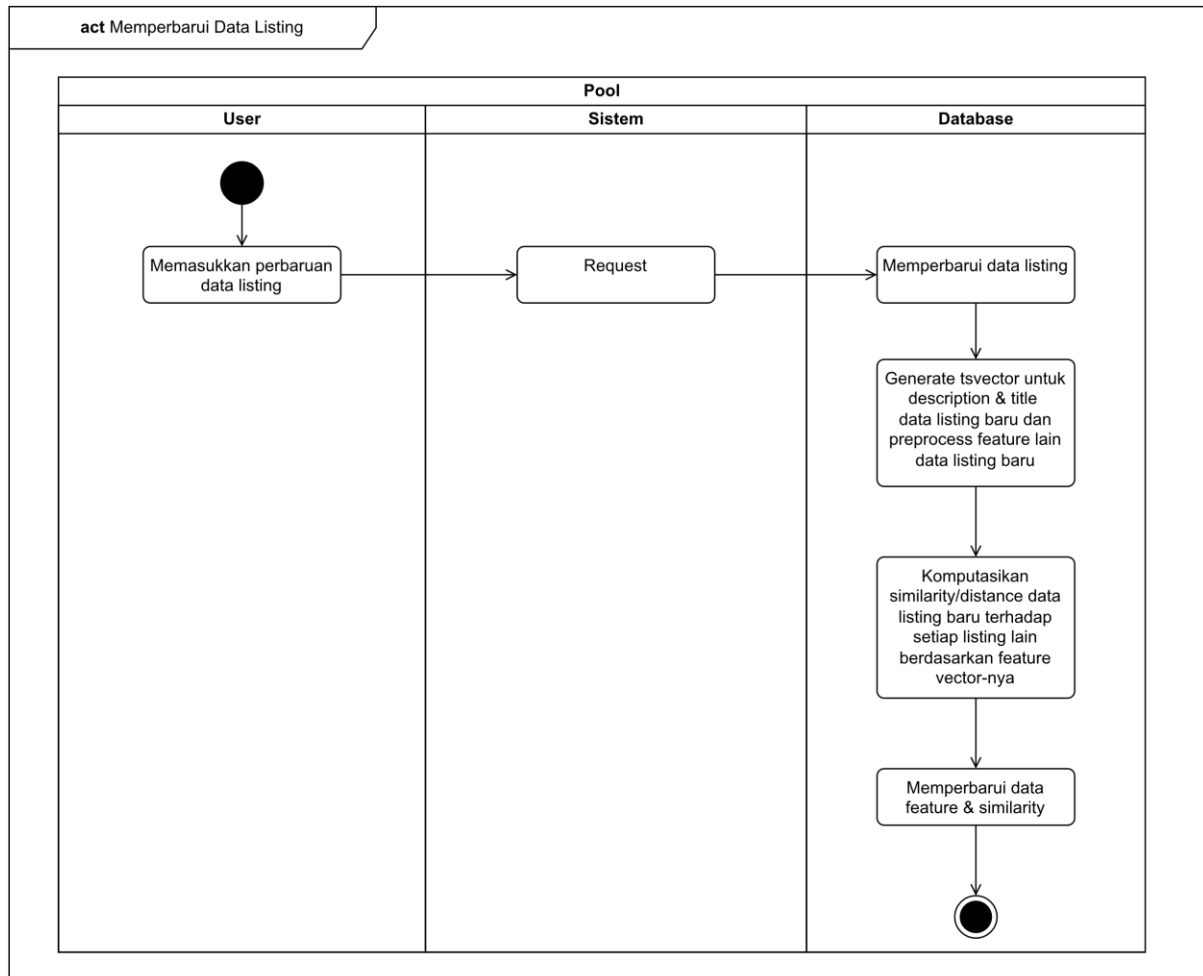 act Memperbarui Data Listing
Pool
User
Sistem
Database
Memasukkan perbaruan
data listing
Request
Memperbarui data listing
Generate tsvector untuk
description & title
data listing baru dan
preprocess feature lain
data listing baru
Komputasikan
similarity/distance data
listing baru terhadap
setiap listing lain
berdasarkan feature
vector-nya
Memperbarui data
feature & similarity